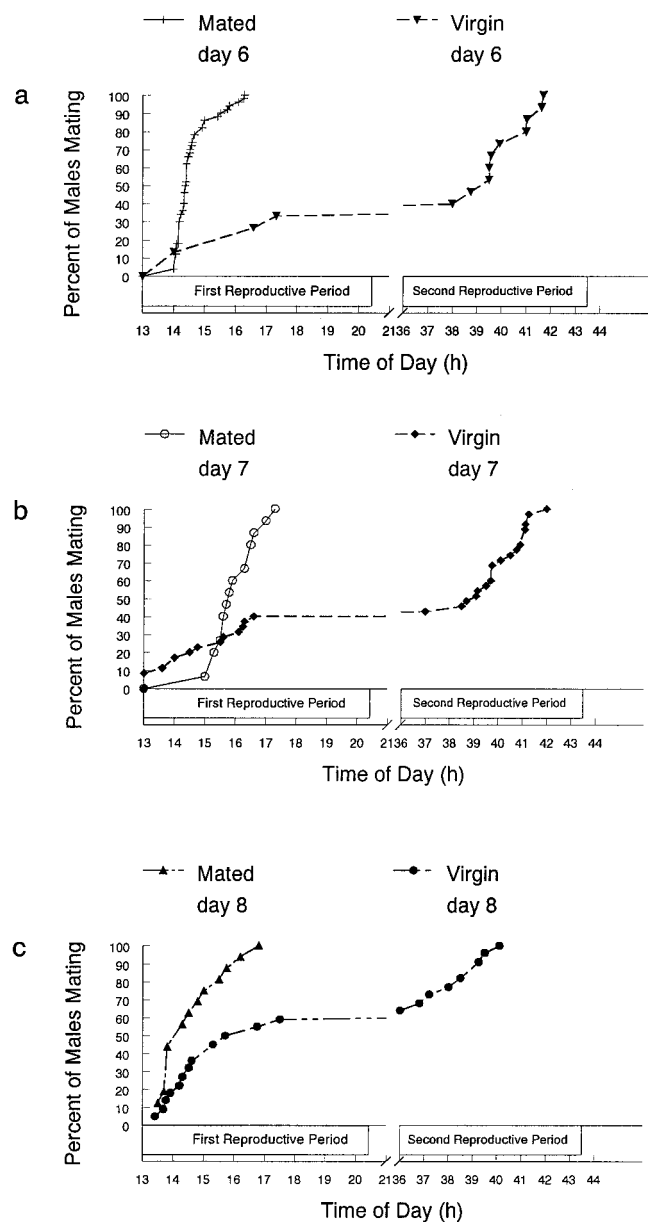 Mated Virgin
day 6 day 6
a
Percent of Males Mating
100
90
80
70
60
50
40
30
20
10
0
First Reproductive Period Second Reproductive Period
13 14 15 16 17 18 19 20 21 36 37 38 39 40 41 42 43 44
Time of Day (h)
Mated Virgin
day 7 day 7
b
Percent of Males Mating
100
90
80
70
60
50
40
30
20
10
0
First Reproductive Period Second Reproductive Period
13 14 15 16 17 18 19 20 21 36 37 38 39 40 41 42 43 44
Time of Day (h)
Mated Virgin
day 8 day 8
c
Percent of Males Mating
100
90
80
70
60
50
40
30
20
10
0
First Reproductive Period Second Reproductive Period
13 14 15 16 17 18 19 20 21 36 37 38 39 40 41 42 43 44
Time of Day (h)